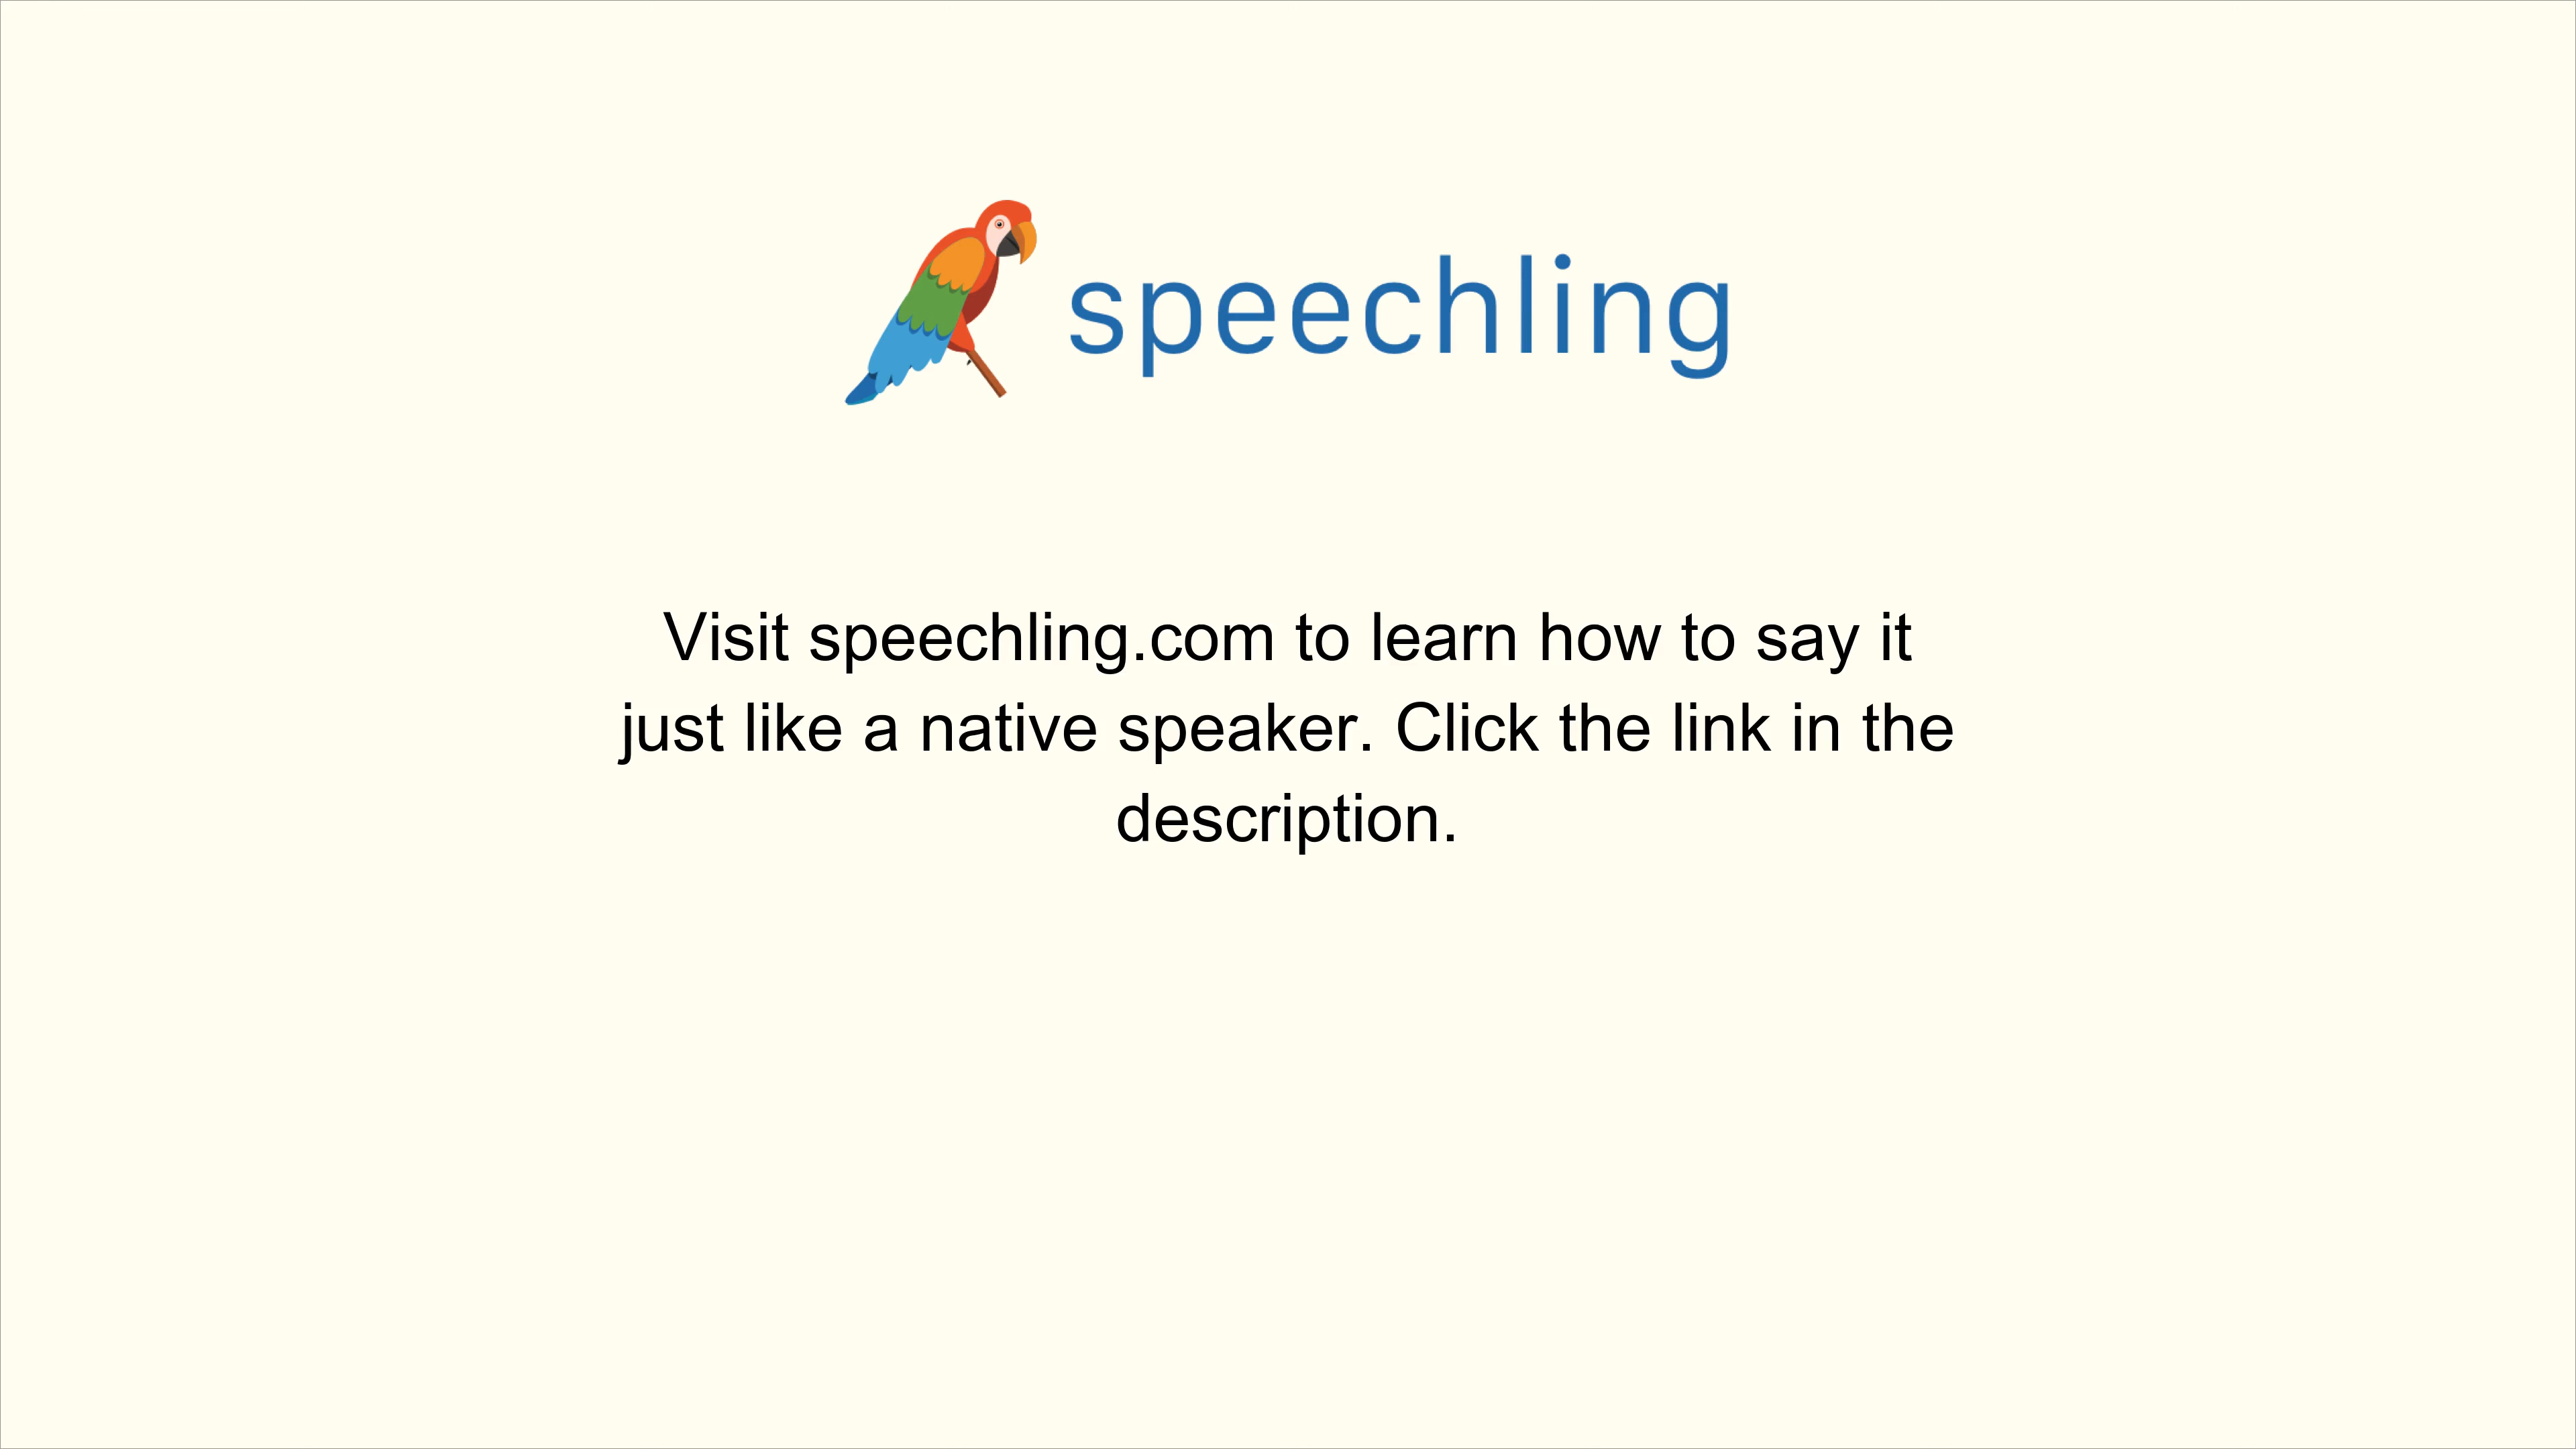 speechling
Visit speechling.com to learn how to say it
just like a native speaker. Click the link in the
description.